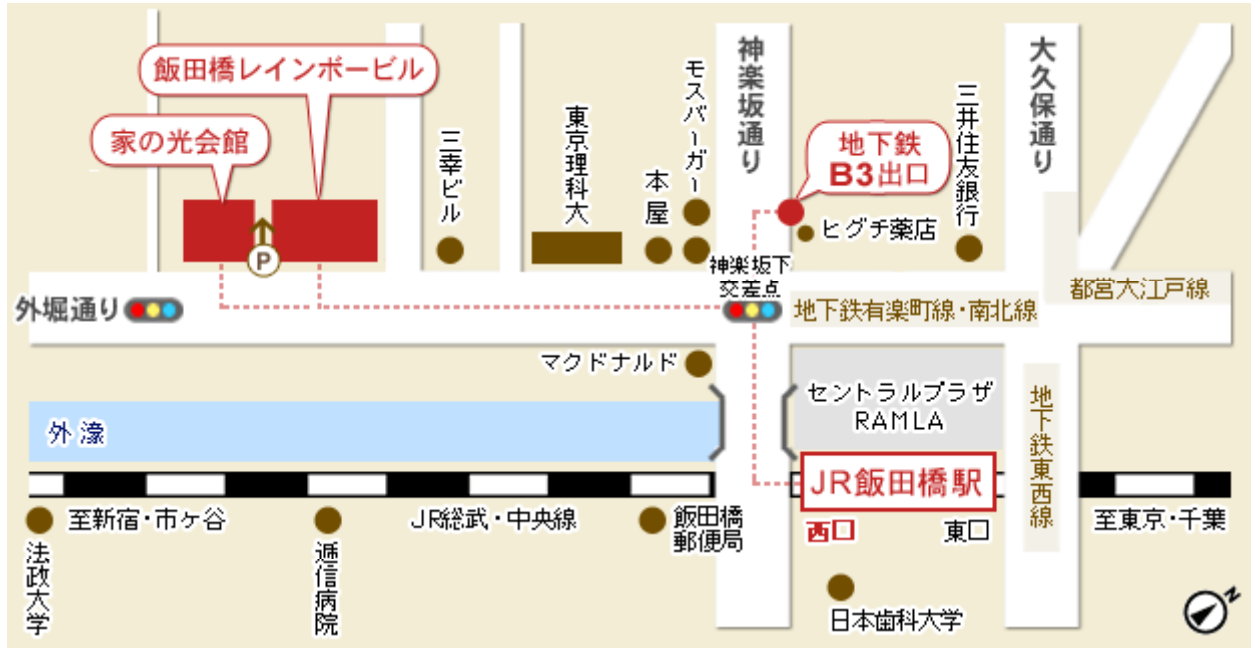 飯田橋レインボービル
家の光会館
三幸ビル
東京理科大
本屋
モスバーガー
神楽坂通り
地下鉄
B3出口
ヒグチ薬店
三井住友銀行
大久保通り
P
外堀通り
神楽坂下
交差点
地下鉄有楽町線・南北線
都営大江戸線
マクドナルド
セントラルプラザ
RAMLA
外濠
地下鉄東西線
JR飯田橋駅
西口
東口
至新宿・市ヶ谷
JR総武・中央線
飯田橋
郵便局
至東京・千葉
法政大学
逓信病院
日本歯科大学
N